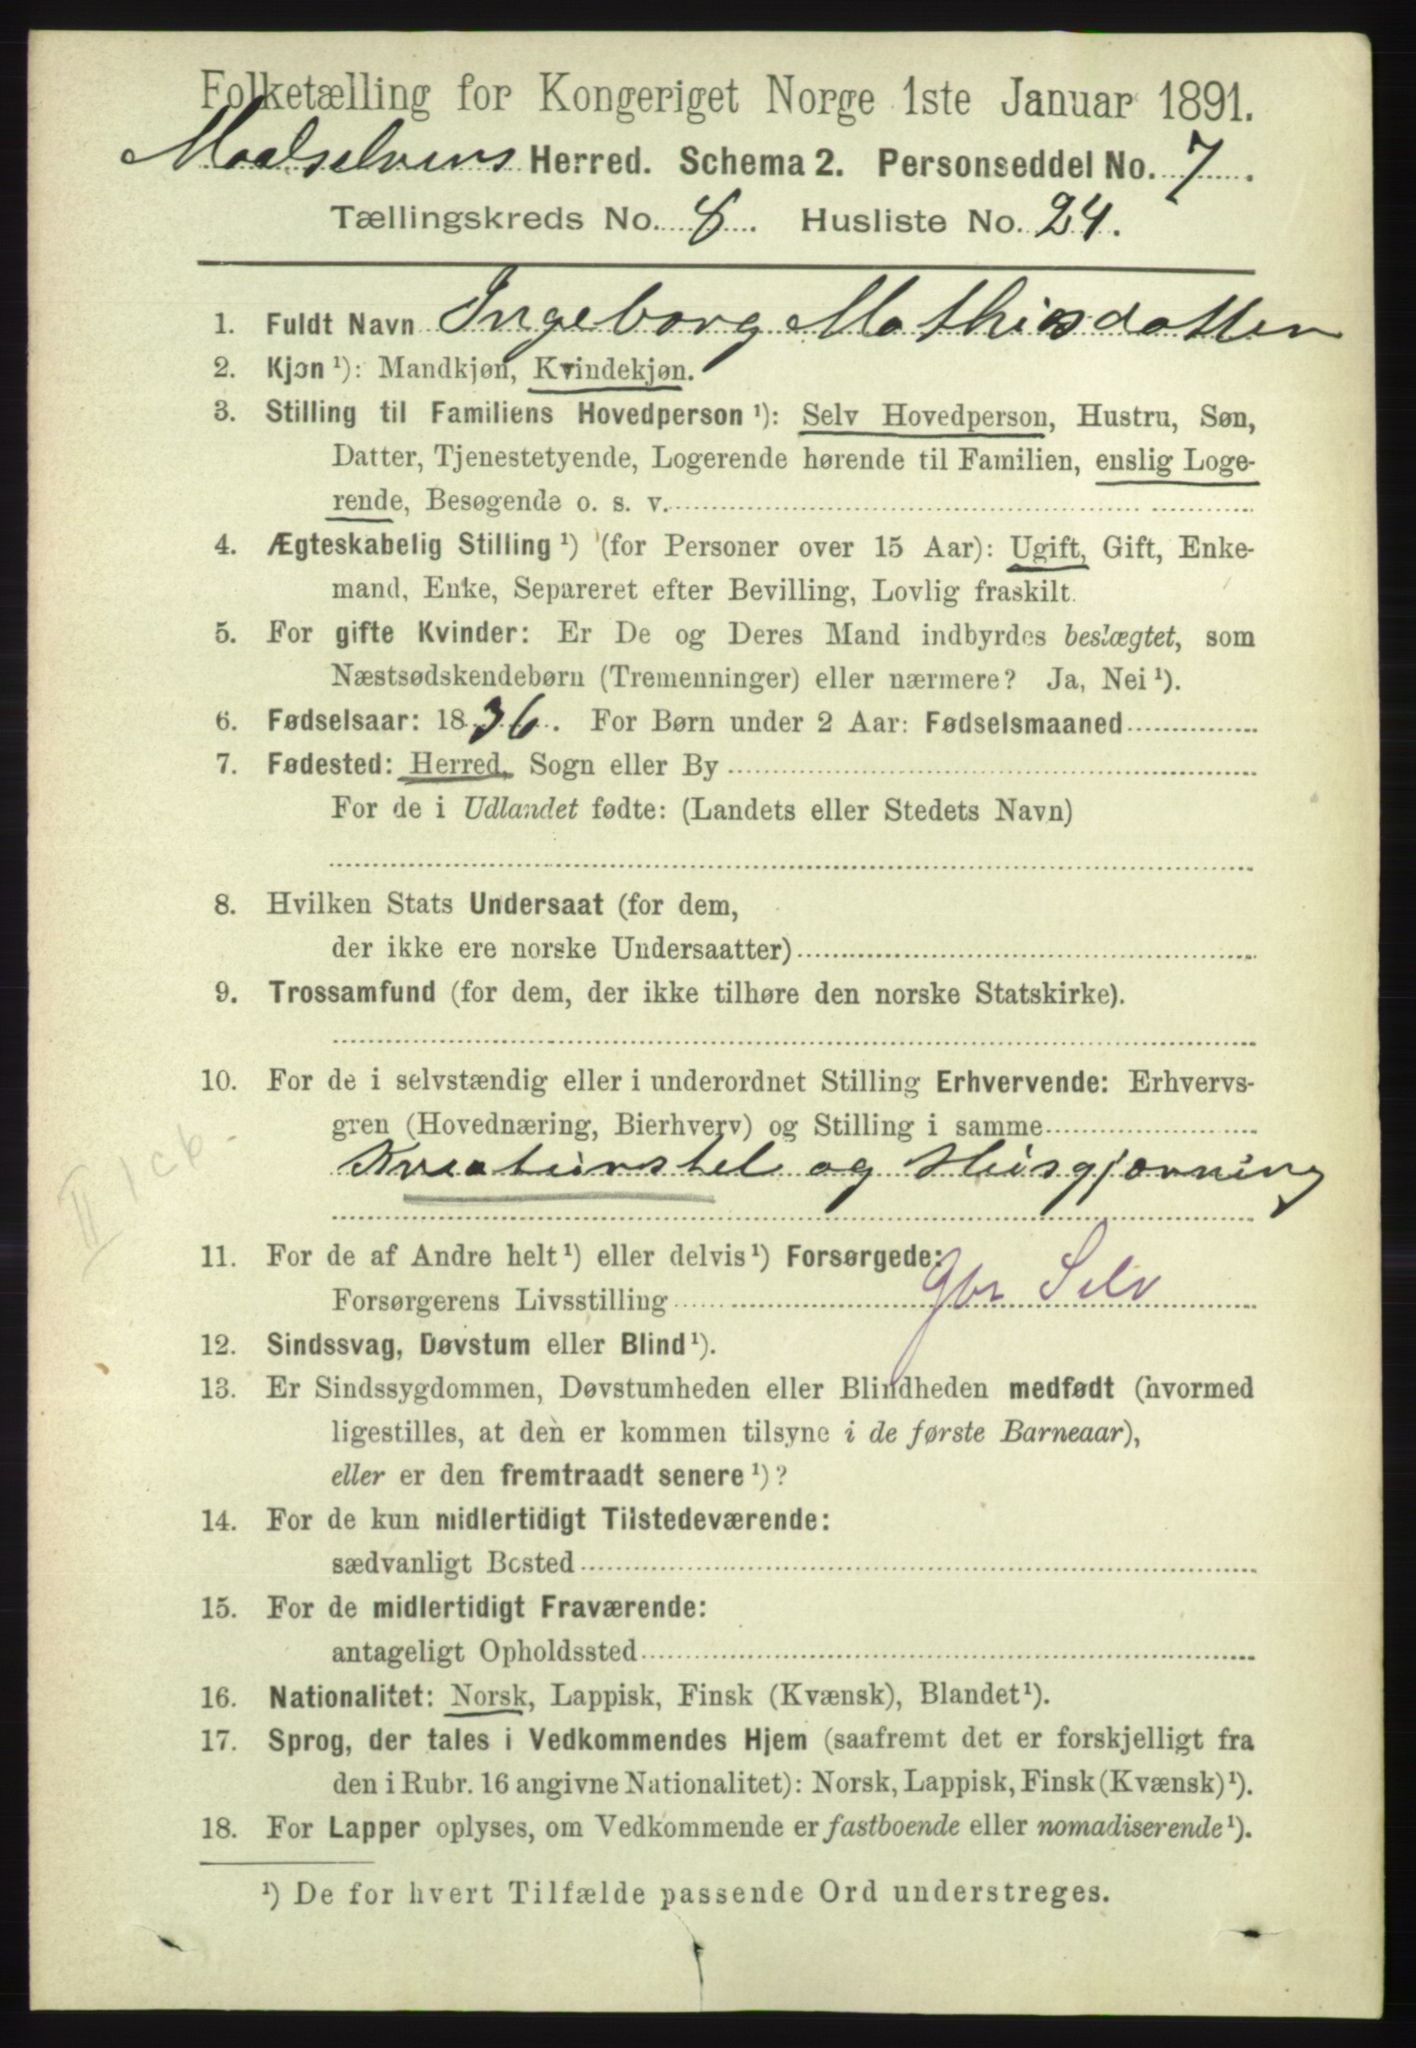 Folketælling for Kongeriget Norge 1ste Januar 1891.
Maalselvens Herred. Schema 2. Personseddel No. 7.
Tællingskreds No. 8. Husliste No. 24.
1. Fuldt Navn Ingeborg Mathisdatter
2. Kjøn ¹): Mandkjøn, Kvindekjøn.
3. Stilling til Familiens Hovedperson ¹): Selv Hovedperson, Hustru, Søn,
Datter, Tjenestetyende, Logerende hørende til Familien, enslig Loge-
rende, Besøgende o. s. v.
4. Ægteskabelig Stilling ¹) (for Personer over 15 Aar): Ugift, Gift, Enke-
mand, Enke, Separeret efter Bevilling, Lovlig fraskilt.
5. For gifte Kvinder: Er De og Deres Mand indbyrdes beslægtet, som
Næstsødskendebørn (Tremenninger) eller nærmere? Ja, Nei ¹).
6. Fødselsaar: 1836. For Børn under 2 Aar: Fødselsmaaned
7. Fødested: Herred, Sogn eller By
For de i Udlandet fødte: (Landets eller Stedets Navn)
8. Hvilken Stats Undersaat (for dem,
der ikke ere norske Undersaatter)
9. Trossamfund (for dem, der ikke tilhøre den norske Statskirke).
10. For de i selvstændig eller i underordnet Stilling Erhvervende: Erhvervs-
gren (Hovednæring, Bierhverv) og Stilling i samme
Kreaturstel og Husgjerning
11. For de af Andre helt ¹) eller delvis ¹) Forsørgede:
Forsørgerens Livsstilling Gbr Selv
12. Sindssvag, Døvstum eller Blind ¹).
13. Er Sindssygdommen, Døvstumheden eller Blindheden medfødt (hvormed
ligestilles, at den er kommen tilsyne i de første Barneaar),
eller er den fremtraadt senere ¹)?
14. For de kun midlertidigt Tilstedeværende:
sædvanligt Bosted
15. For de midlertidigt Fraværende:
antageligt Opholdssted
16. Nationalitet: Norsk, Lappisk, Finsk (Kvænsk), Blandet ¹).
17. Sprog, der tales i Vedkommendes Hjem (saafremt det er forskjelligt fra
den i Rubr. 16 angivne Nationalitet): Norsk, Lappisk, Finsk (Kvænsk) ¹).
18. For Lapper oplyses, om Vedkommende er fastboende eller nomadiserende ¹).
¹) De for hvert Tilfælde passende Ord understreges.